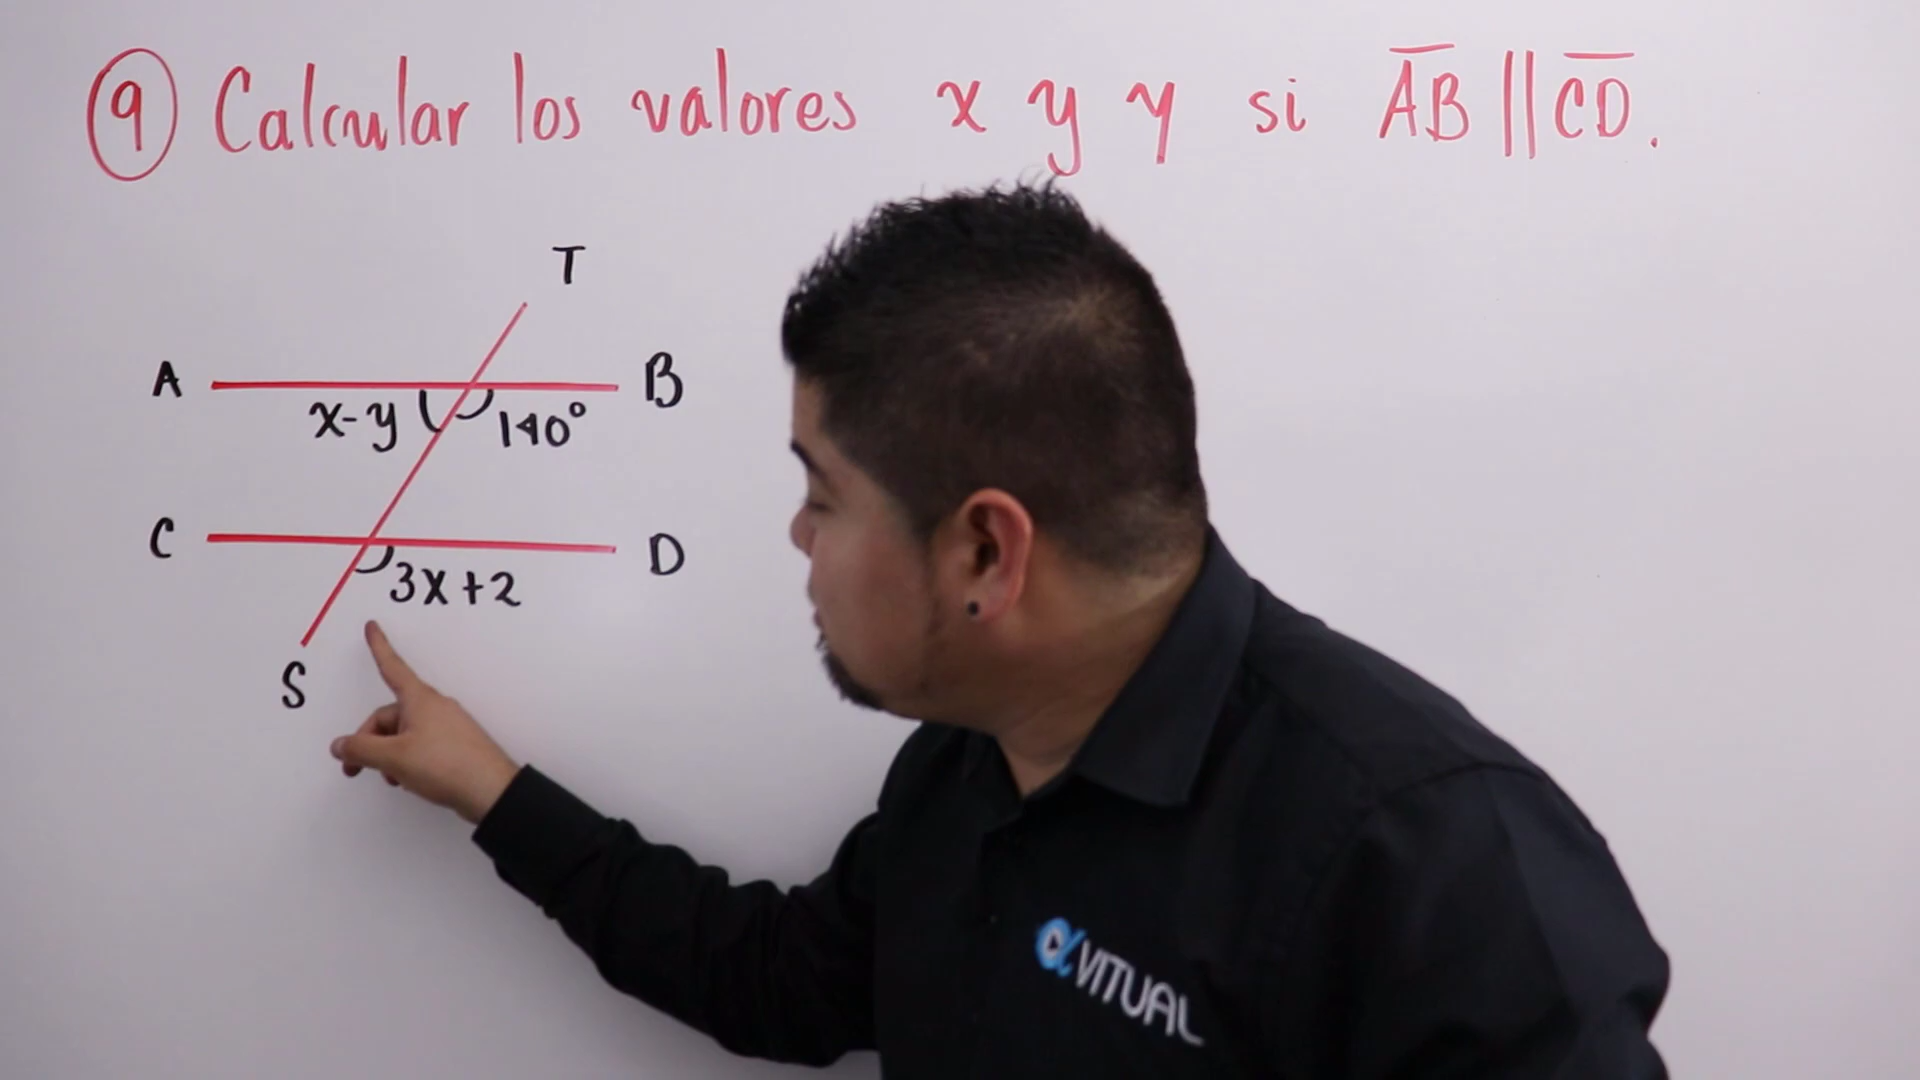 9 Calcular los valores x y y si AB || CD.
T
A B
x-y 140°
C D
3x+2
S
VITUAL